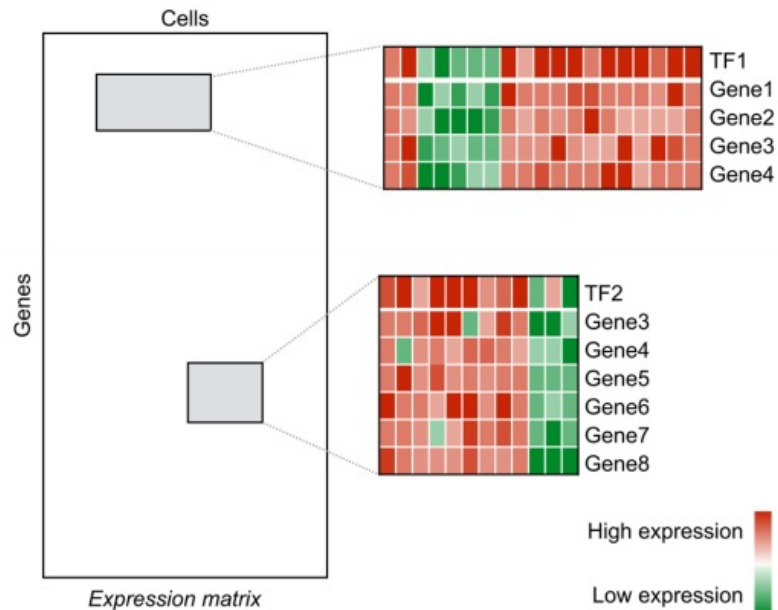 Cells
Genes
TF1
Gene1
Gene2
Gene3
Gene4
TF2
Gene3
Gene4
Gene5
Gene6
Gene7
Gene8
High expression
Low expression
Expression matrix